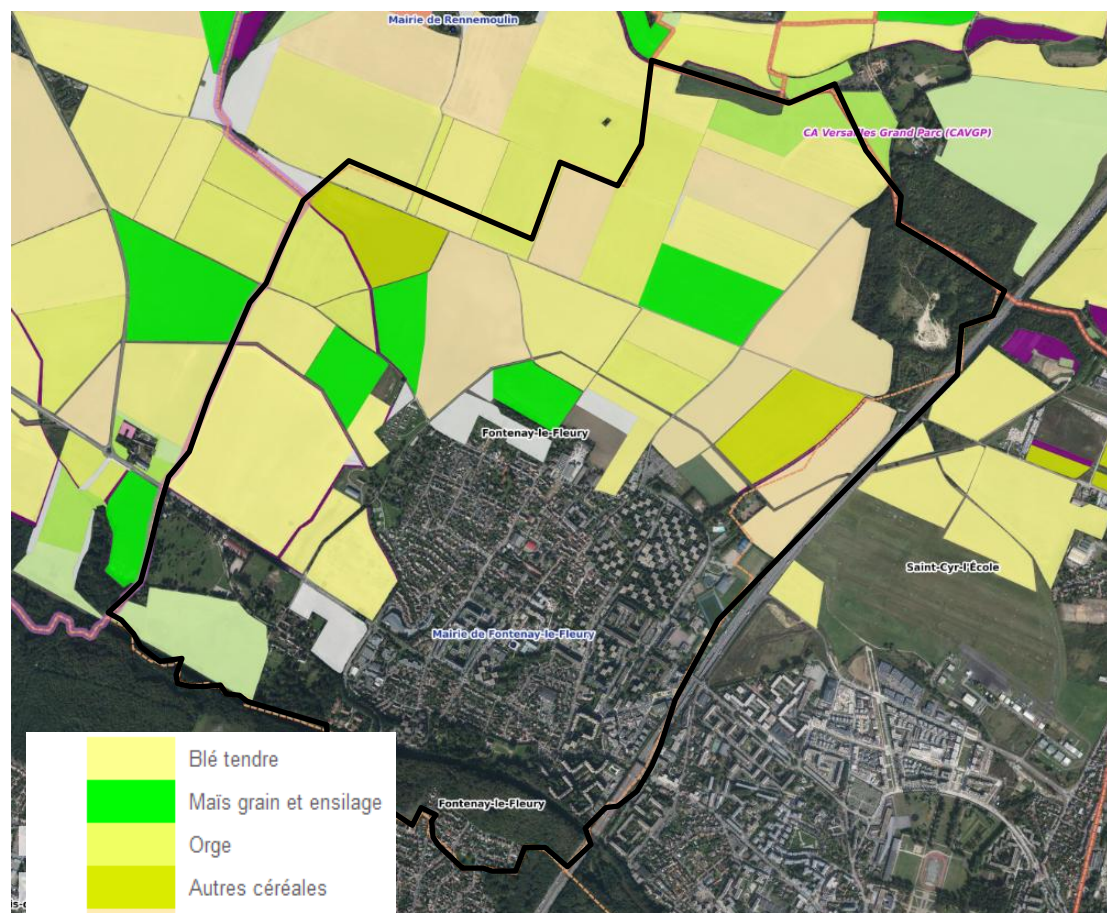 Mairie de Rennemoulin
CA Versailles Grand Parc (CAVGP)
Fontenay-le-Fleury
Saint-Cyr-l'École
Mairie de Fontenay-le-Fleury
Fontenay-le-Fleury
Blé tendre
Maïs grain et ensilage
Orge
Autres céréales